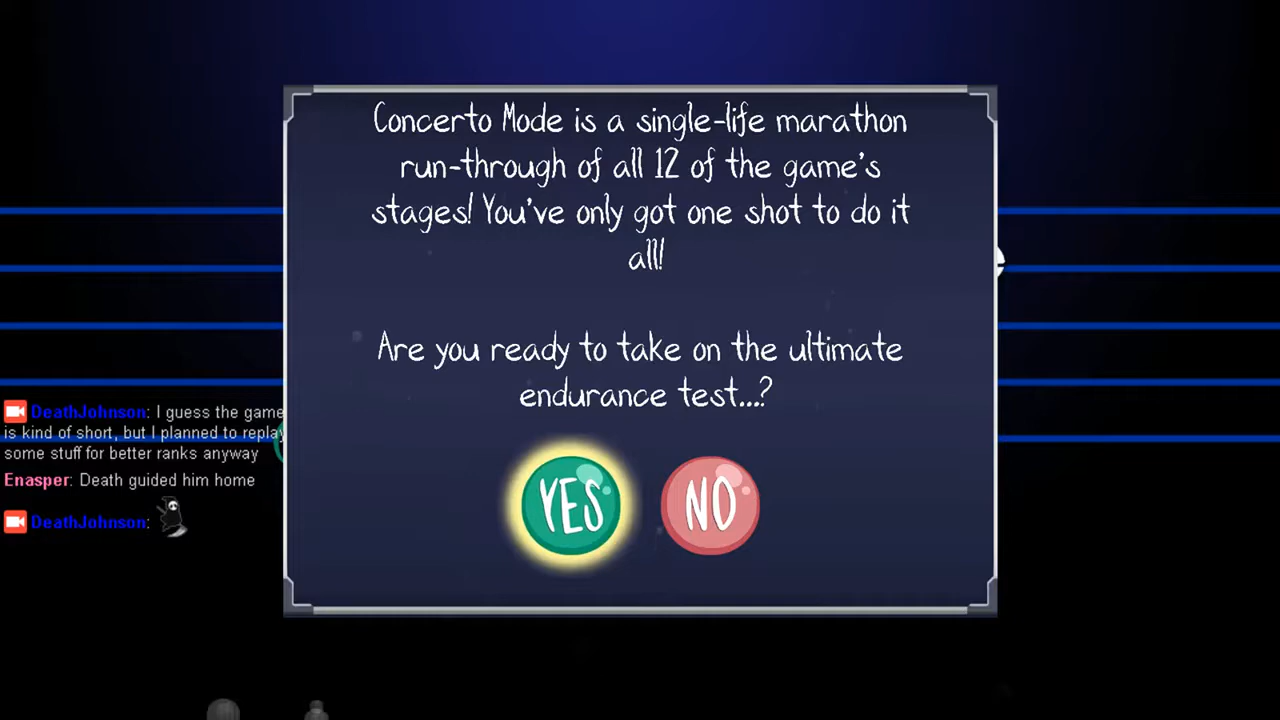 Concerto Mode is a single-life marathon
run-through of all 12 of the game's
stages! You've only got one shot to do it
all!
Are you ready to take on the ultimate
endurance test...?
YES
NO
DeathJohnson: I guess the game
is kind of short, but I planned to replay
some stuff for better ranks anyway
Enasper: Death guided him home
DeathJohnson: